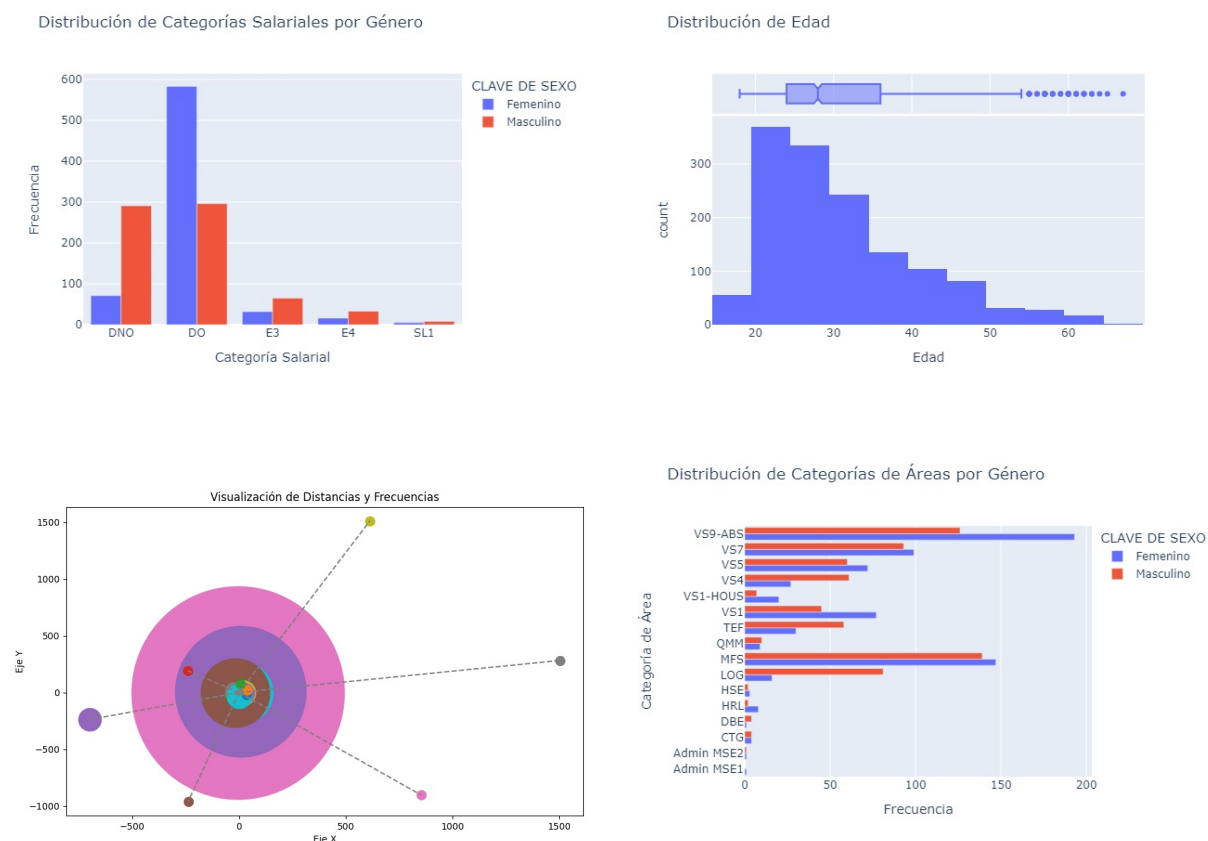 Distribución de Categorías Salariales por Género
600
500
400
300
200
100
0
Frecuencia
DNO DO E3 E4 SL1
Categoría Salarial
CLAVE DE SEXO
Femenino
Masculino
Distribución de Edad
300
200
100
0
count
20 30 40 50 60
Edad
Visualización de Distancias y Frecuencias
1500
1000
500
0
−500
−1000
Eje Y
−500 0 500 1000 1500
Eje X
Distribución de Categorías de Áreas por Género
VS9-ABS
VS7
VS5
VS4
VS1-HOUS
VS1
TEF
QMM
MFS
LOG
HSE
HRL
DBE
CTG
Admin MSE2
Admin MSE1
Categoría de Área
0 50 100 150 200
Frecuencia
CLAVE DE SEXO
Femenino
Masculino